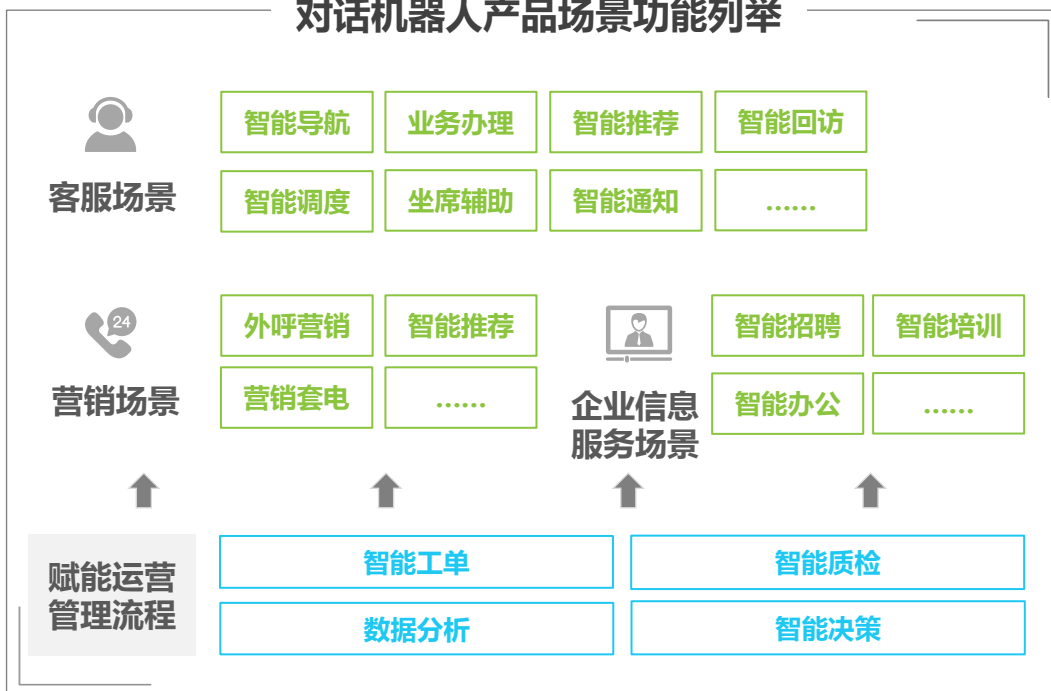 对话机器人产品场景功能列举
智能导航
业务办理
智能推荐
智能回访
客服场景
智能调度
坐席辅助
智能通知
……
24
外呼营销
智能推荐
智能招聘
智能培训
营销场景
营销套电
……
企业信息
服务场景
智能办公
……
赋能运营
管理流程
智能工单
智能质检
数据分析
智能决策